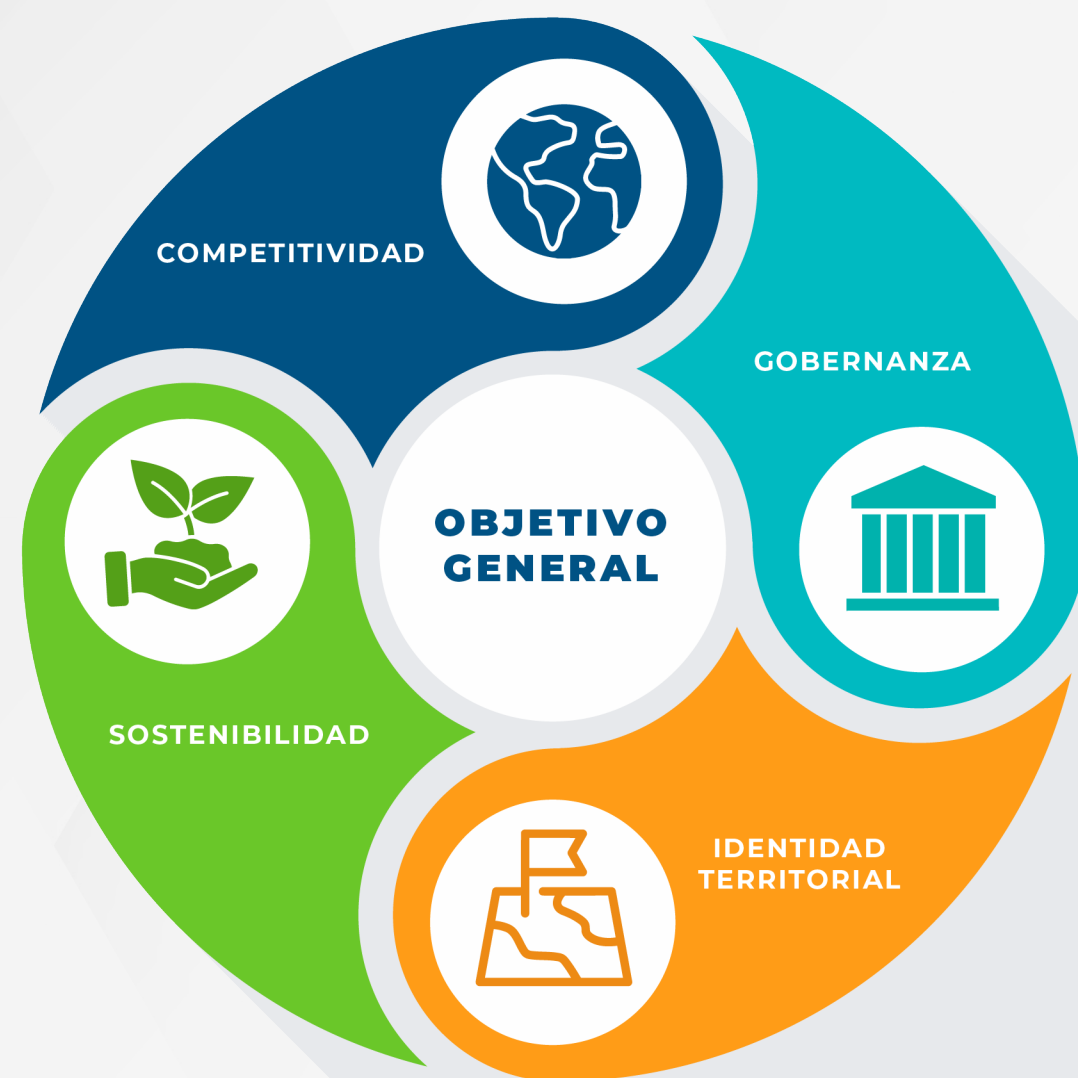 COMPETITIVIDAD
GOBERNANZA
OBJETIVO
GENERAL
SOSTENIBILIDAD
IDENTIDAD
TERRITORIAL